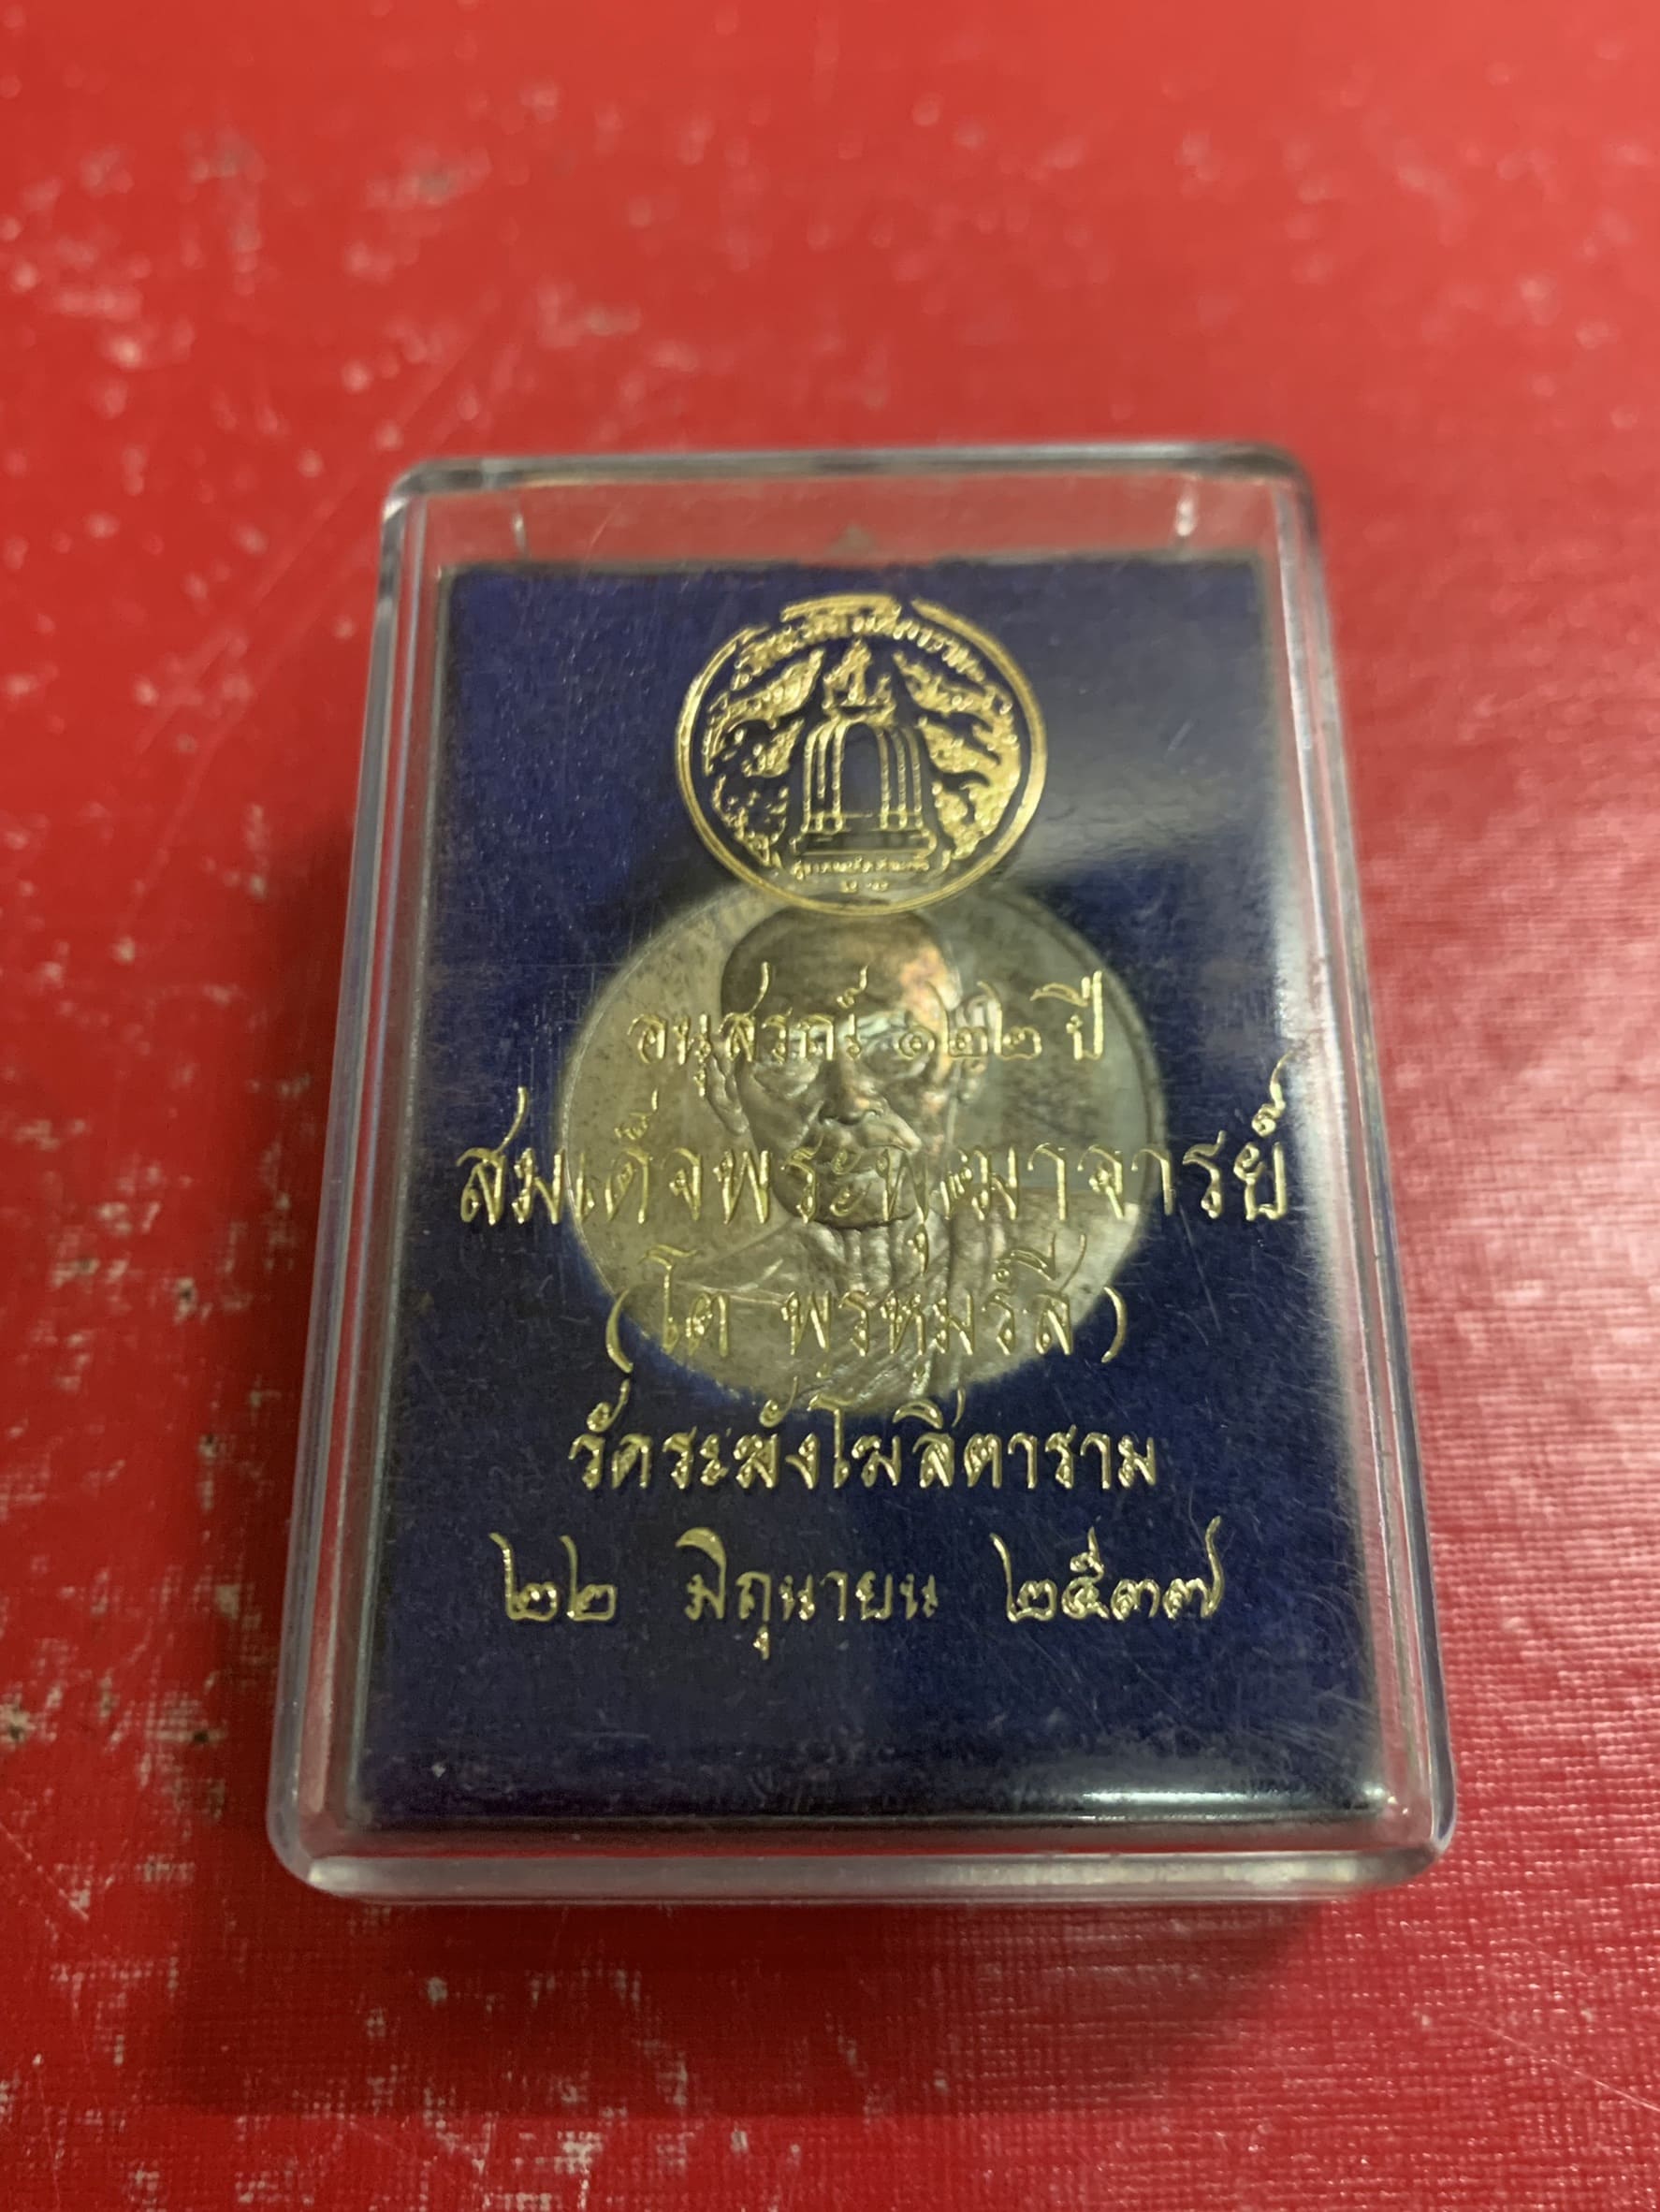 อนุสรณ์ ๑๒๒ ปี
สมเด็จพระพุฒาจารย์
(โต พฺรหฺมรํสี)
วัดระฆังโฆสิตาราม
๒๒ มิถุนายน ๒๕๓๗